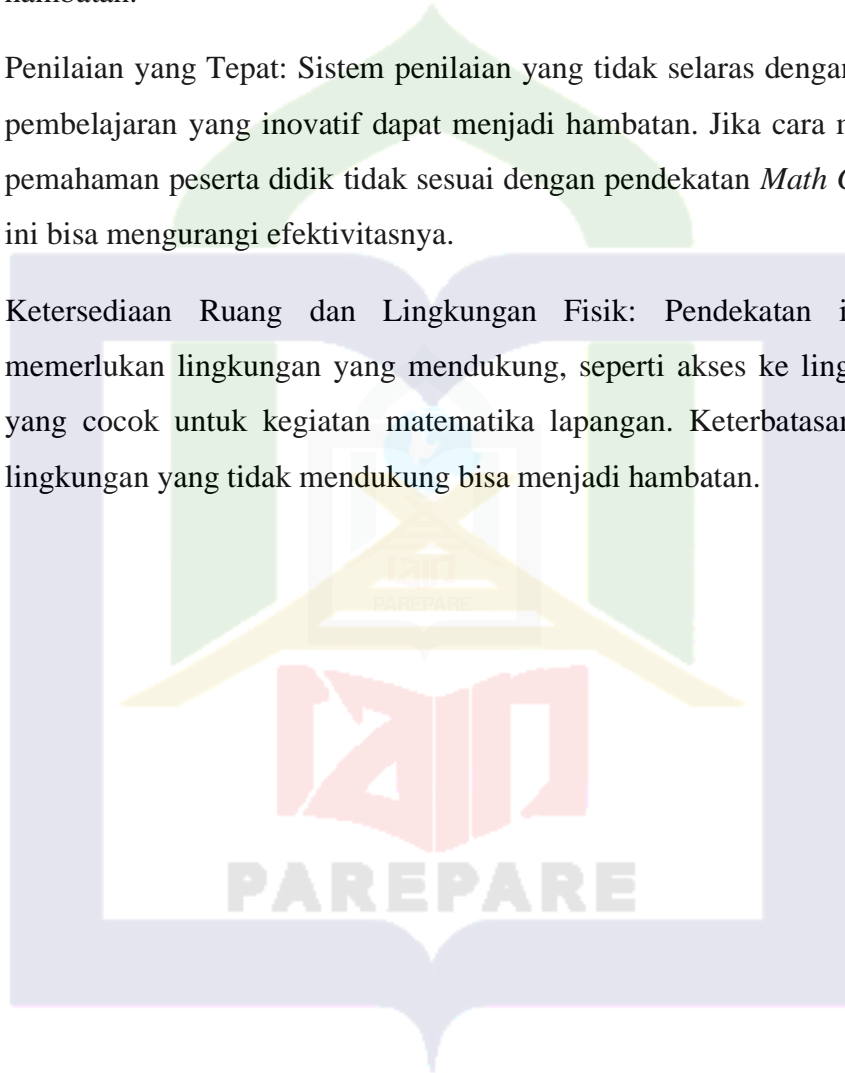 hambatan.
Penilaian yang Tepat: Sistem penilaian yang tidak selaras dengan
pembelajaran yang inovatif dapat menjadi hambatan. Jika cara
pemahaman peserta didik tidak sesuai dengan pendekatan Math
ini bisa mengurangi efektivitasnya.
Ketersediaan Ruang dan Lingkungan Fisik: Pendekatan
memerlukan lingkungan yang mendukung, seperti akses ke
yang cocok untuk kegiatan matematika lapangan. Keterbatasan
lingkungan yang tidak mendukung bisa menjadi hambatan.
iain
PAREPARE
iain
PAREPARE